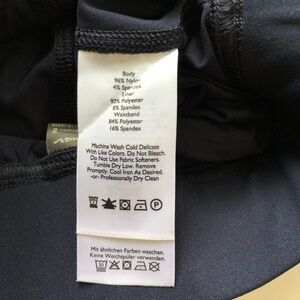 Body
96% Nylon
4% Spandex
Liner
92% Polyester
8% Spandex
Waistband
84% Polyester
16% Spandex
Machine Wash Cold Delicate
With Like Colors. Do Not Bleach.
Do Not Use Fabric Softeners.
Tumble Dry Low. Remove
Promptly. Cool Iron As Desired.
-or- Professionally Dry Clean
P
Mit ähnlichen Farben waschen.
Keine Weichspüler verwenden.